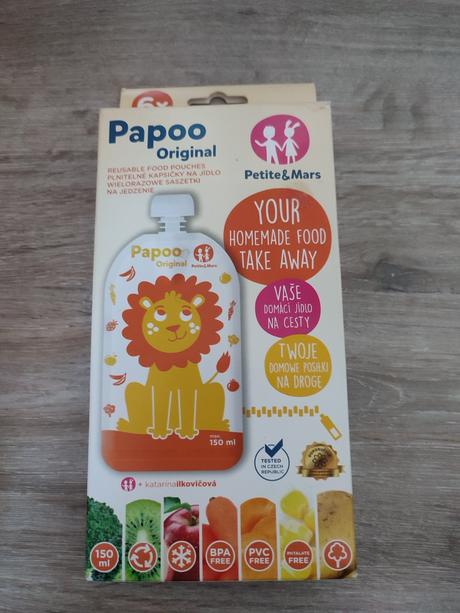 6x
Papoo
Original
REUSABLE FOOD POUCHES
PLNITELNÉ KAPSIČKY NA JÍDLO
WIELORAZOWE SASZETKI
NA JEDZENIE
Petite&Mars
YOUR
HOMEMADE FOOD
TAKE AWAY
VAŠE
DOMÁCÍ JÍDLO
NA CESTY
TWOJE
DOMOWE POSIŁKI
NA DROGĘ
Papoo
Original
Petite&Mars
max.
150 ml
+ katarinailkovičová
TESTED
IN CZECH
REPUBLIC
150
ml
BPA
FREE
PVC
FREE
PHTALATE
FREE